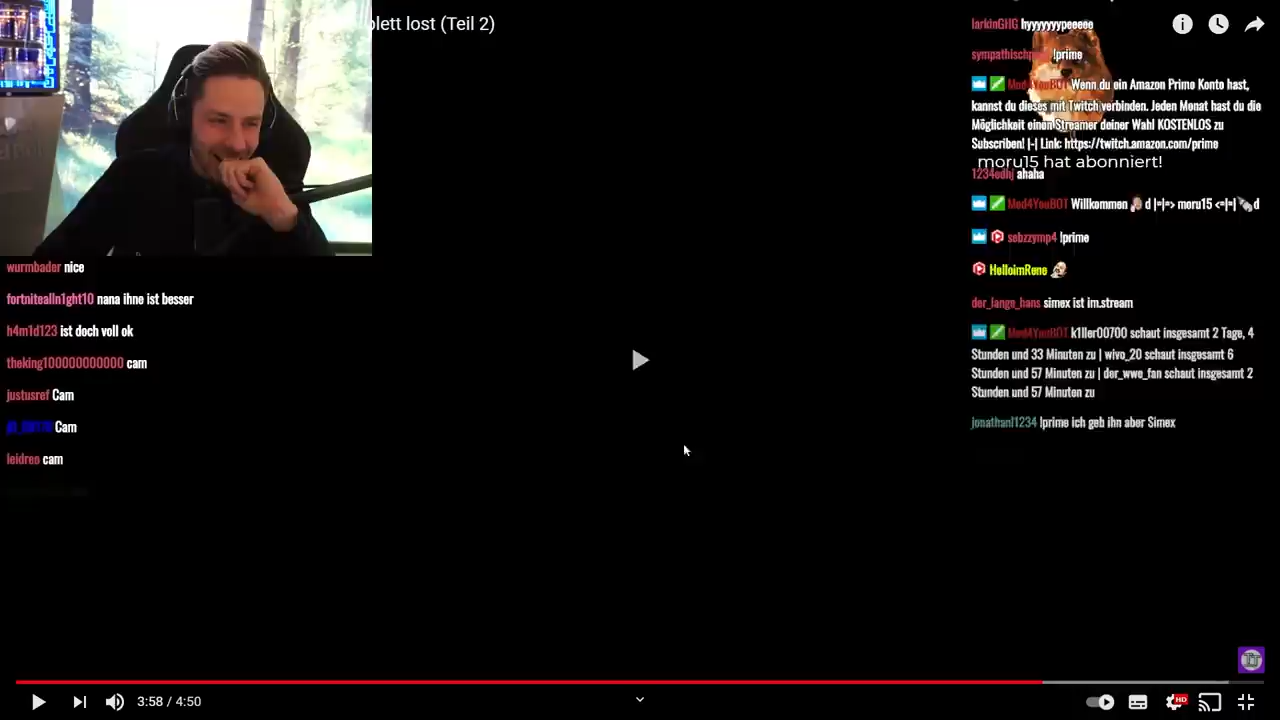 plett lost (Teil 2)
wurmbader nice
fortnitealln1ght10 nana ihne ist besser
h4m1d123 ist doch voll ok
theking100000000000 cam
justusref Cam
Cam
leidreo cam
larkinGHG hyyyyyyypeeeee
!prime
Mod4YouBOT Wenn du ein Amazon Prime Konto hast,
kannst du dieses mit Twitch verbinden. Jeden Monat hast du die
Möglichkeit einen Streamer deiner Wahl KOSTENLOS zu
Subscriben! |-| Link: https://twitch.amazon.com/prime
moru15 hat abonniert!
ahaha
Mod4YouBOT Willkommen d |=|=> moru15 <=|=| d
sebzzymp4 !prime
HelloimRene
der_lange_hans simex ist im.stream
Mod4YouBOT k1ller00700 schaut insgesamt 2 Tage, 4
Stunden und 33 Minuten zu | wivo_20 schaut insgesamt 6
Stunden und 57 Minuten zu | der_wwe_fan schaut insgesamt 2
Stunden und 57 Minuten zu
jonathanl1234 !prime ich geb ihn aber Simex
3:58 / 4:50
HD